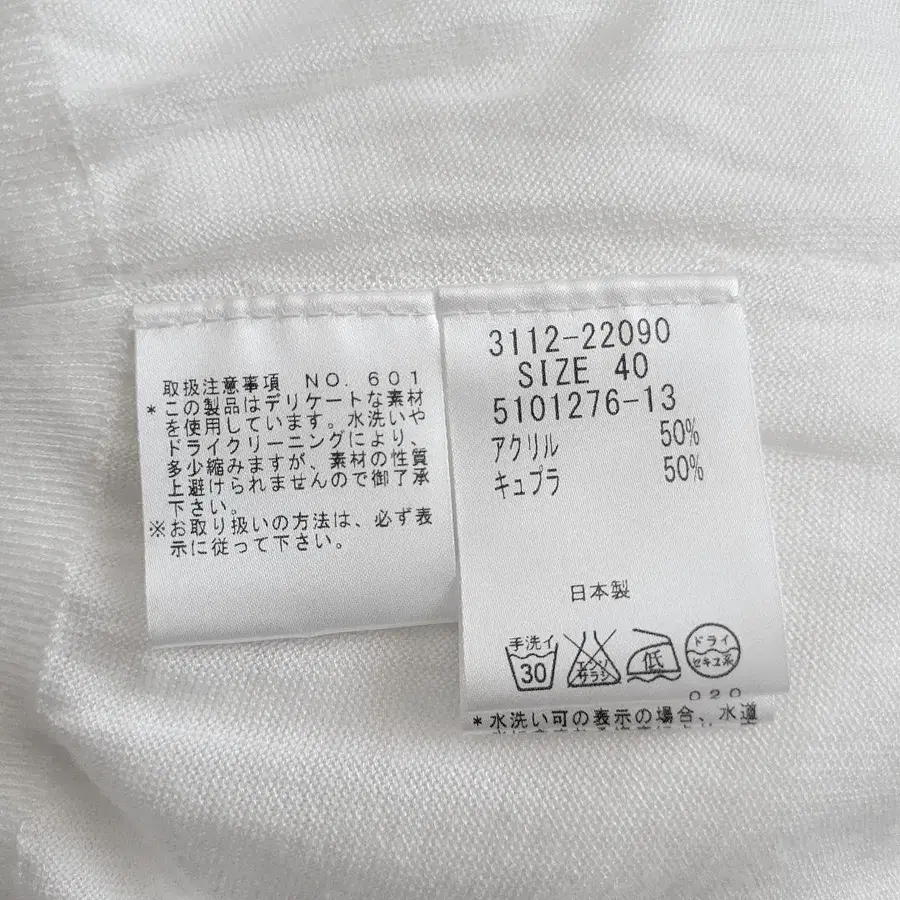 取扱注意事項 NO. 601
*この製品はデリケートな素材
を使用しています。水洗いや
ドライクリーニングにより、
多少縮みますが、素材の性質
上避けられませんので御了承
下さい。
※お取り扱いの方法は、必ず表
示に従って下さい。
3112-22090
SIZE 40
5101276-13
アクリル 50%
キュプラ 50%
日本製
手洗イ
30
エンソ
サラシ
低
ドライ
セキユ系
020
*水洗い可の表示の場合、水道